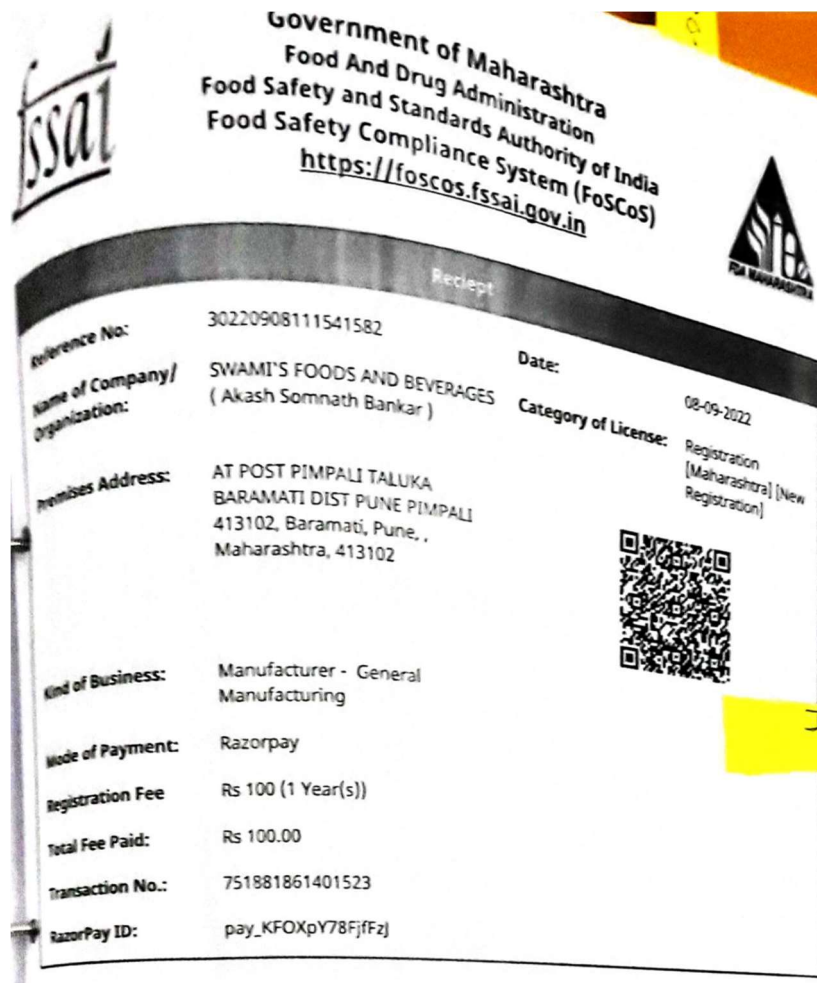 fssai
Government of Maharashtra
Food And Drug Administration
Food Safety and Standards Authority of India
Food Safety Compliance System (FoSCoS)
https://foscos.fssai.gov.in
FDA MAHARASHTRA
Reciept
Reference No: 30220908111541582
Date: 08-09-2022
Name of Company/
Organization:
SWAMI'S FOODS AND BEVERAGES
( Akash Somnath Bankar )
Category of License:
Registration
[Maharashtra] [New
Registration]
Premises Address:
AT POST PIMPALI TALUKA
BARAMATI DIST PUNE PIMPALI
413102, Baramati, Pune, ,
Maharashtra, 413102
Kind of Business:
Manufacturer - General
Manufacturing
Mode of Payment: Razorpay
Registration Fee Rs 100 (1 Year(s))
Total Fee Paid: Rs 100.00
Transaction No.: 751881861401523
RazorPay ID: pay_KFOXpY78FjfFzJ